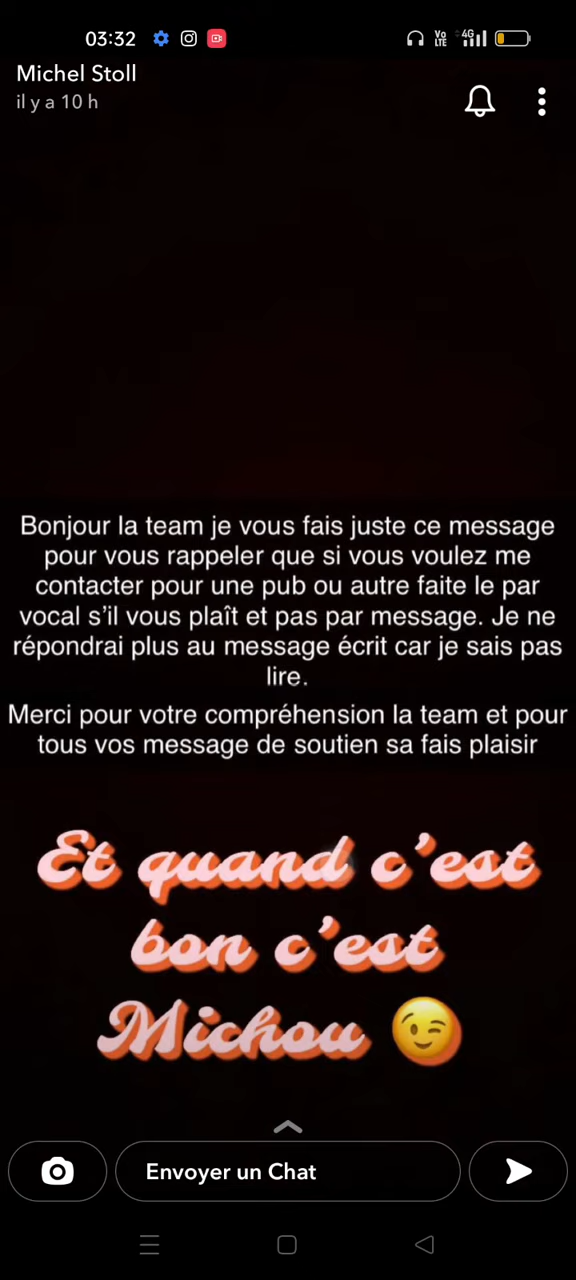 03:32
Vo LTE 4G
Michel Stoll
il y a 10 h
Bonjour la team je vous fais juste ce message
pour vous rappeler que si vous voulez me
contacter pour une pub ou autre faite le par
vocal s'il vous plaît et pas par message. Je ne
répondrai plus au message écrit car je sais pas
lire.
Merci pour votre compréhension la team et pour
tous vos message de soutien sa fais plaisir
Et quand c'est
bon c'est
Michou 😉
Envoyer un Chat